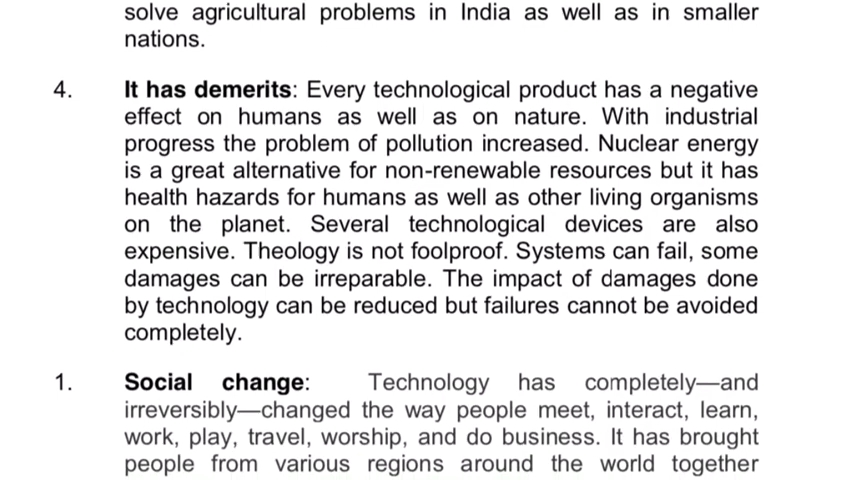 solve agricultural problems in India as well as in smaller
nations.
4. It has demerits: Every technological product has a negative
effect on humans as well as on nature. With industrial
progress the problem of pollution increased. Nuclear energy
is a great alternative for non-renewable resources but it has
health hazards for humans as well as other living organisms
on the planet. Several technological devices are also
expensive. Theology is not foolproof. Systems can fail, some
damages can be irreparable. The impact of damages done
by technology can be reduced but failures cannot be avoided
completely.
1. Social change: Technology has completely—and
irreversibly—changed the way people meet, interact, learn,
work, play, travel, worship, and do business. It has brought
people from various regions around the world together